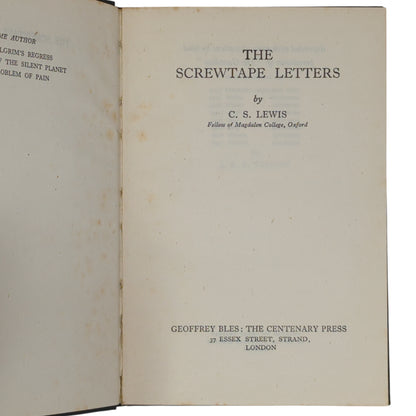 ME AUTHOR
LGRIM'S REGRESS
F THE SILENT PLANET
OBLEM OF PAIN
THE
SCREWTAPE LETTERS
by
C. S. LEWIS
Fellow of Magdalen College, Oxford
GEOFFREY BLES: THE CENTENARY PRESS
37 ESSEX STREET, STRAND,
LONDON